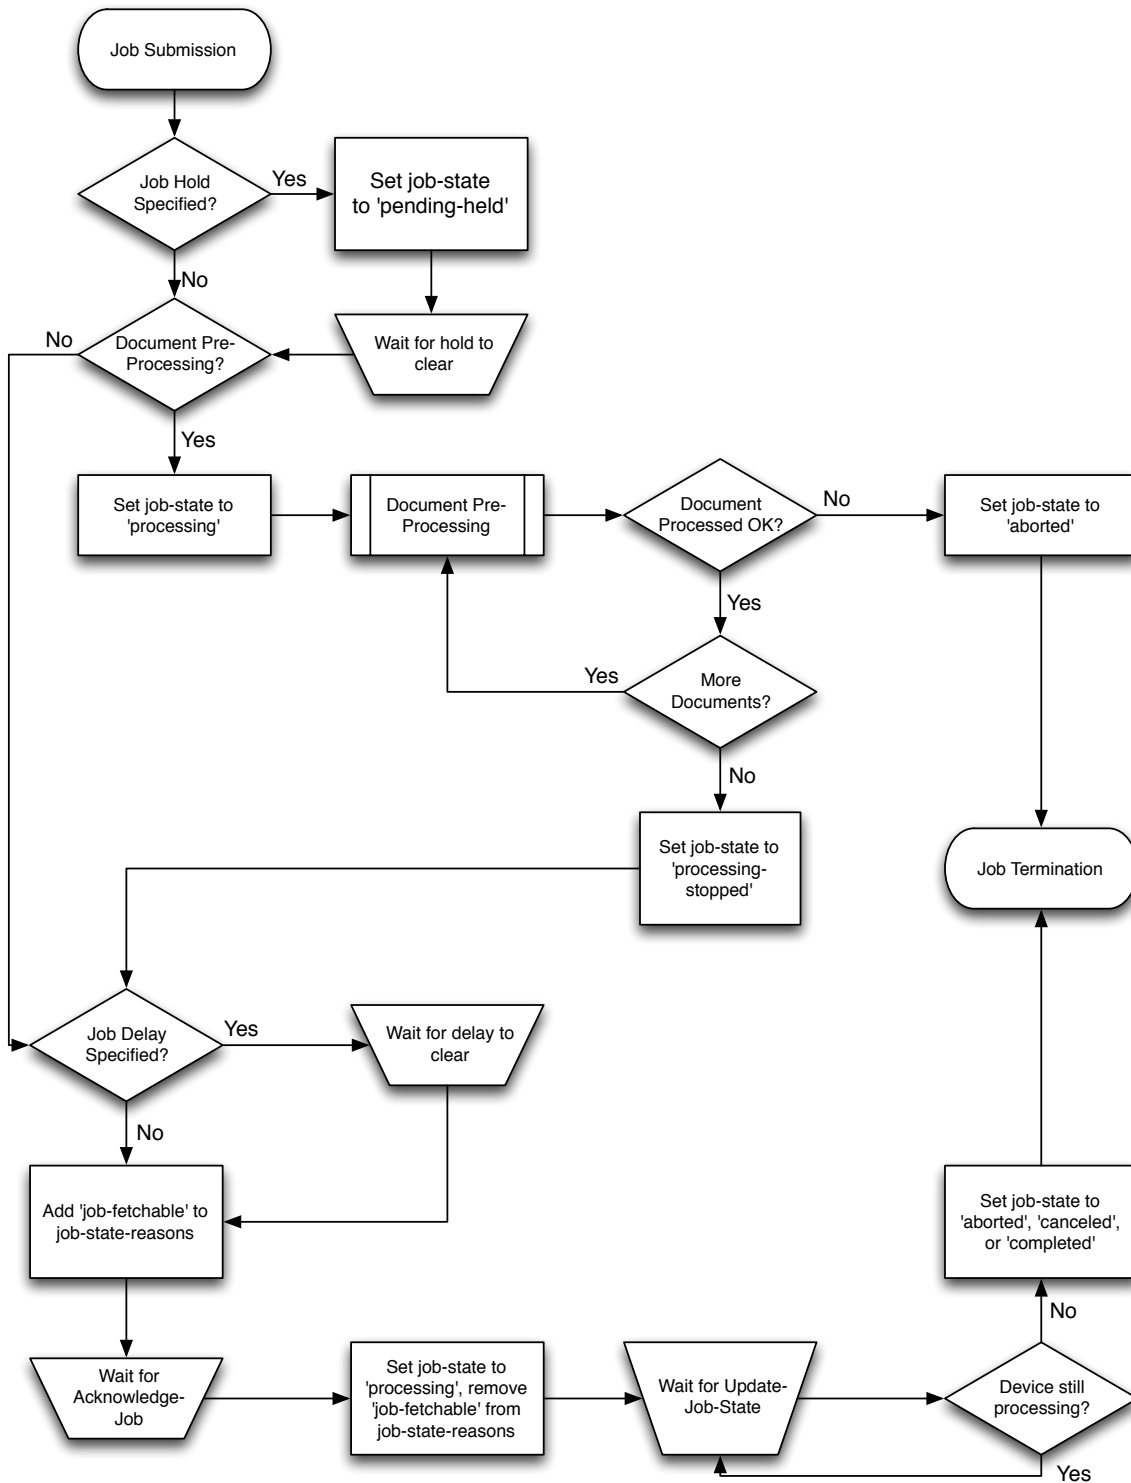 Job Submission
Job Hold
Specified?
Yes
Set job-state
to 'pending-held'
No
No
Document Pre-
Processing?
Wait for hold to
clear
Yes
Set job-state to
'processing'
Document Pre-
Processing
Document
Processed OK?
No
Set job-state to
'aborted'
Yes
Yes
More
Documents?
No
Set job-state to
'processing-
stopped'
Job Termination
Job Delay
Specified?
Yes
Wait for delay to
clear
No
Add 'job-fetchable' to
job-state-reasons
Set job-state to
'aborted', 'canceled',
or 'completed'
No
Wait for
Acknowledge-
Job
Set job-state to
'processing', remove
'job-fetchable' from
job-state-reasons
Wait for Update-
Job-State
Device still
processing?
Yes